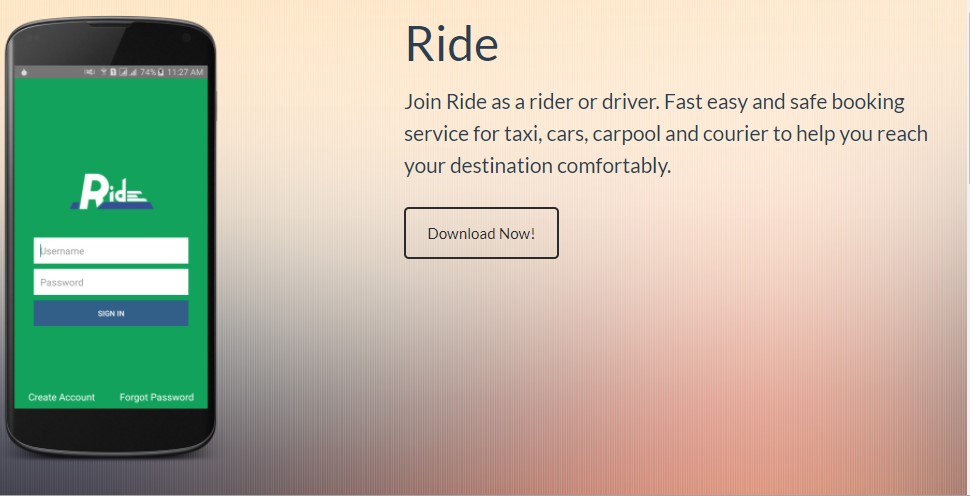 74% 11:27 AM
Ride
Username
Password
SIGN IN
Create Account Forgot Password
Ride
Join Ride as a rider or driver. Fast easy and safe booking
service for taxi, cars, carpool and courier to help you reach
your destination comfortably.
Download Now!